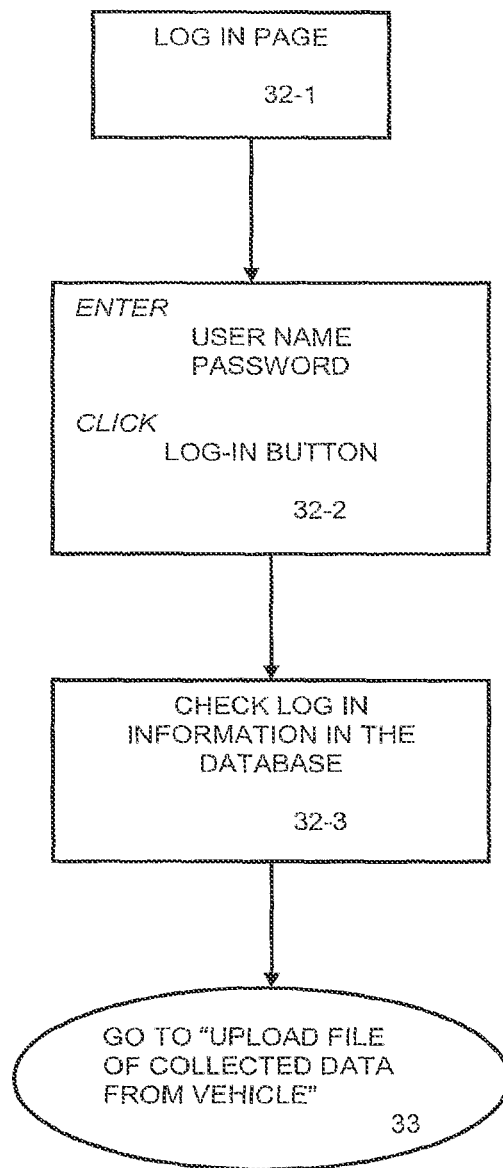 LOG IN PAGE
32-1
ENTER
USER NAME
PASSWORD
CLICK
LOG-IN BUTTON
32-2
CHECK LOG IN
INFORMATION IN THE
DATABASE
32-3
GO TO “UPLOAD FILE
OF COLLECTED DATA
FROM VEHICLE”
33